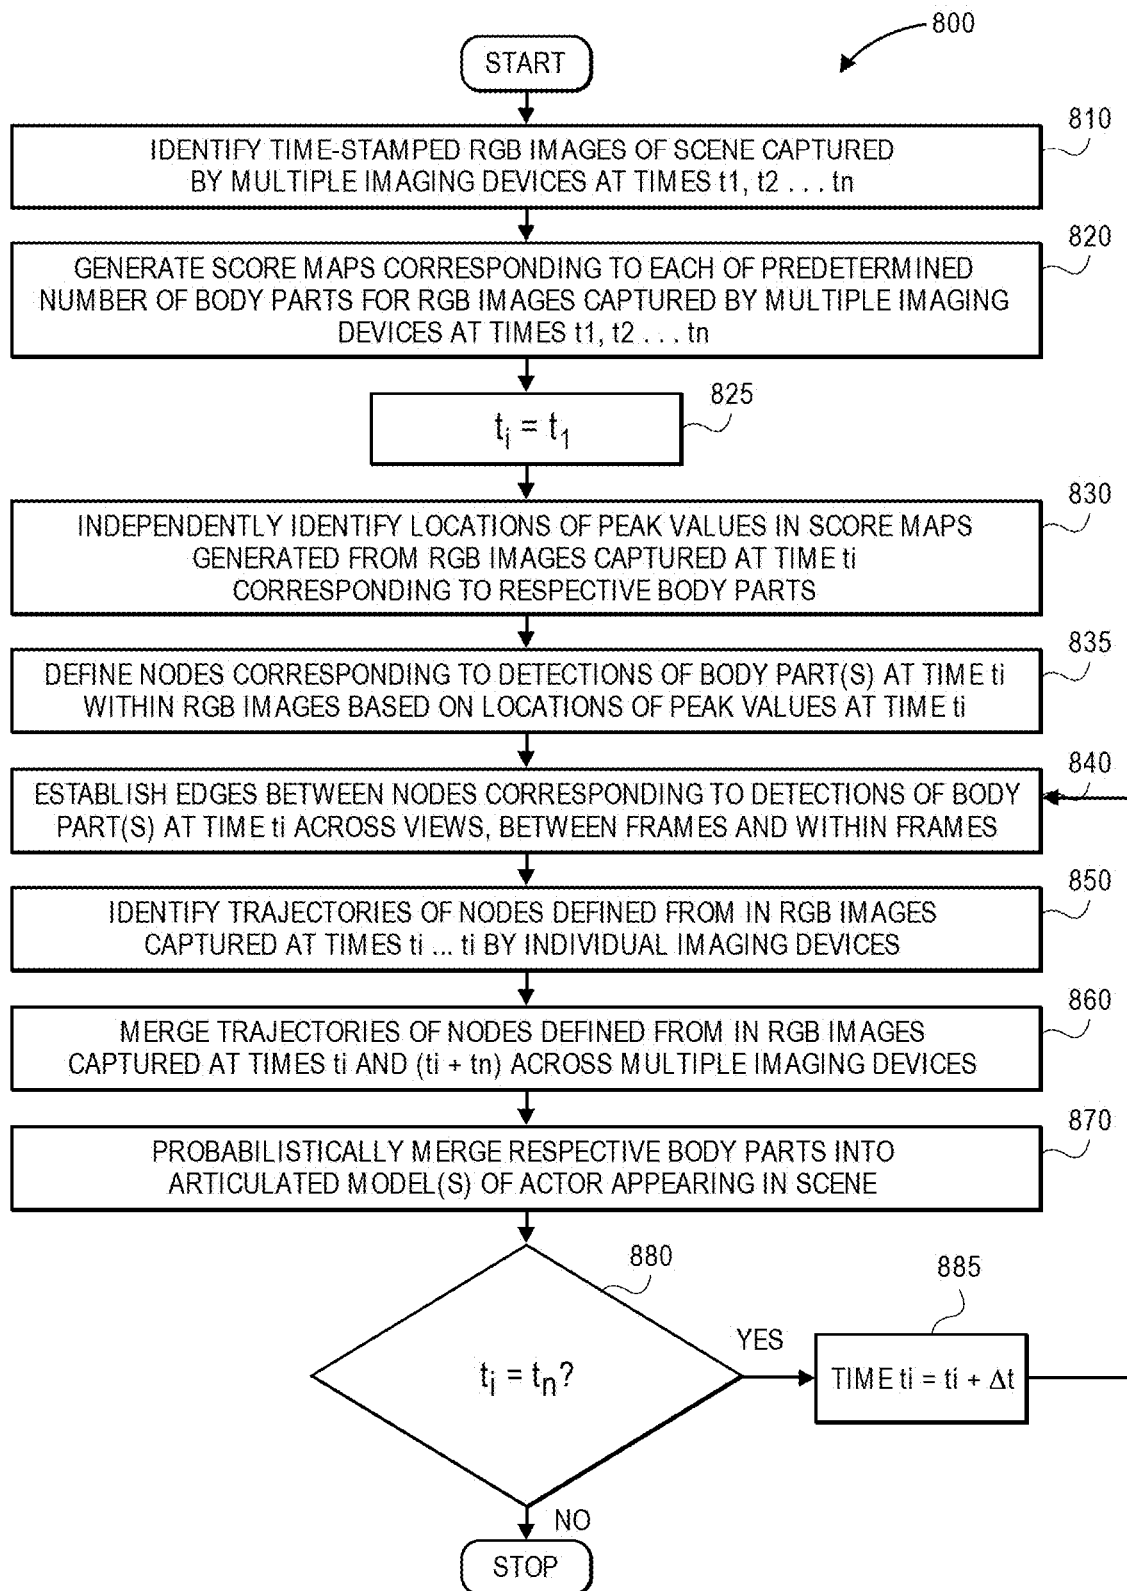 800
START
810
IDENTIFY TIME-STAMPED RGB IMAGES OF SCENE CAPTURED
BY MULTIPLE IMAGING DEVICES AT TIMES t1, t2 . . . tn
820
GENERATE SCORE MAPS CORRESPONDING TO EACH OF PREDETERMINED
NUMBER OF BODY PARTS FOR RGB IMAGES CAPTURED BY MULTIPLE IMAGING
DEVICES AT TIMES t1, t2 . . . tn
825
ti = t1
830
INDEPENDENTLY IDENTIFY LOCATIONS OF PEAK VALUES IN SCORE MAPS
GENERATED FROM RGB IMAGES CAPTURED AT TIME ti
CORRESPONDING TO RESPECTIVE BODY PARTS
835
DEFINE NODES CORRESPONDING TO DETECTIONS OF BODY PART(S) AT TIME ti
WITHIN RGB IMAGES BASED ON LOCATIONS OF PEAK VALUES AT TIME ti
840
ESTABLISH EDGES BETWEEN NODES CORRESPONDING TO DETECTIONS OF BODY
PART(S) AT TIME ti ACROSS VIEWS, BETWEEN FRAMES AND WITHIN FRAMES
850
IDENTIFY TRAJECTORIES OF NODES DEFINED FROM IN RGB IMAGES
CAPTURED AT TIMES ti ... ti BY INDIVIDUAL IMAGING DEVICES
860
MERGE TRAJECTORIES OF NODES DEFINED FROM IN RGB IMAGES
CAPTURED AT TIMES ti AND (ti + tn) ACROSS MULTIPLE IMAGING DEVICES
870
PROBABILISTICALLY MERGE RESPECTIVE BODY PARTS INTO
ARTICULATED MODEL(S) OF ACTOR APPEARING IN SCENE
880
885
YES
ti = tn?
TIME ti = ti + Δt
NO
STOP